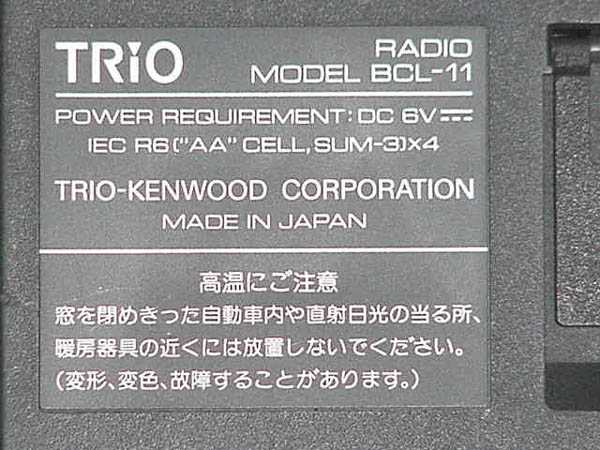 TRiO
RADIO
MODEL BCL-11
POWER REQUIREMENT: DC 6V⎓
IEC R6("AA" CELL, SUM-3)×4
TRIO-KENWOOD CORPORATION
MADE IN JAPAN
高温にご注意
窓を閉めきった自動車内や直射日光の当る所、
暖房器具の近くには放置しないでください。
(変形、変色、故障することがあります。)